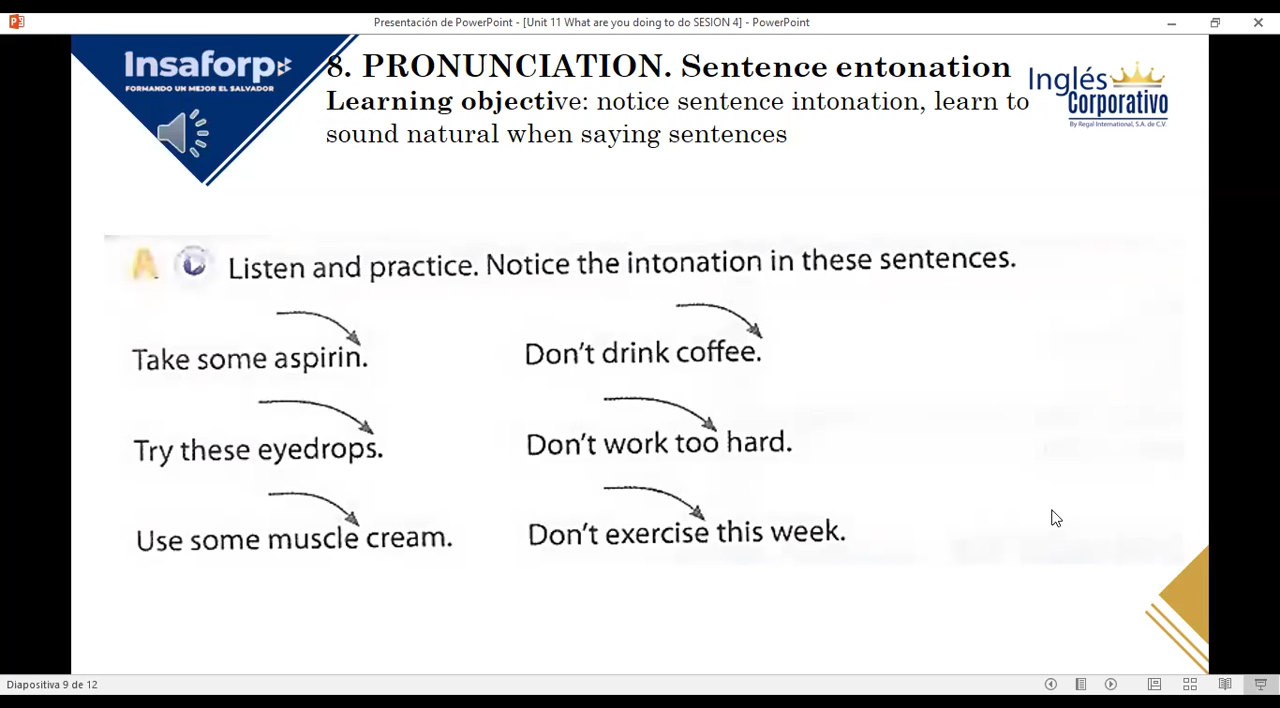 Presentación de PowerPoint - [Unit 11 What are you doing to do SESION 4] - PowerPoint
Insaforp
FORMANDO UN MEJOR EL SALVADOR
8. PRONUNCIATION. Sentence entonation
Learning objective: notice sentence intonation, learn to
sound natural when saying sentences
Inglés
Corporativo
By Regal International, S.A. de C.V.
A Listen and practice. Notice the intonation in these sentences.
Take some aspirin.
Don't drink coffee.
Try these eyedrops.
Don't work too hard.
Use some muscle cream.
Don't exercise this week.
Diapositiva 9 de 12